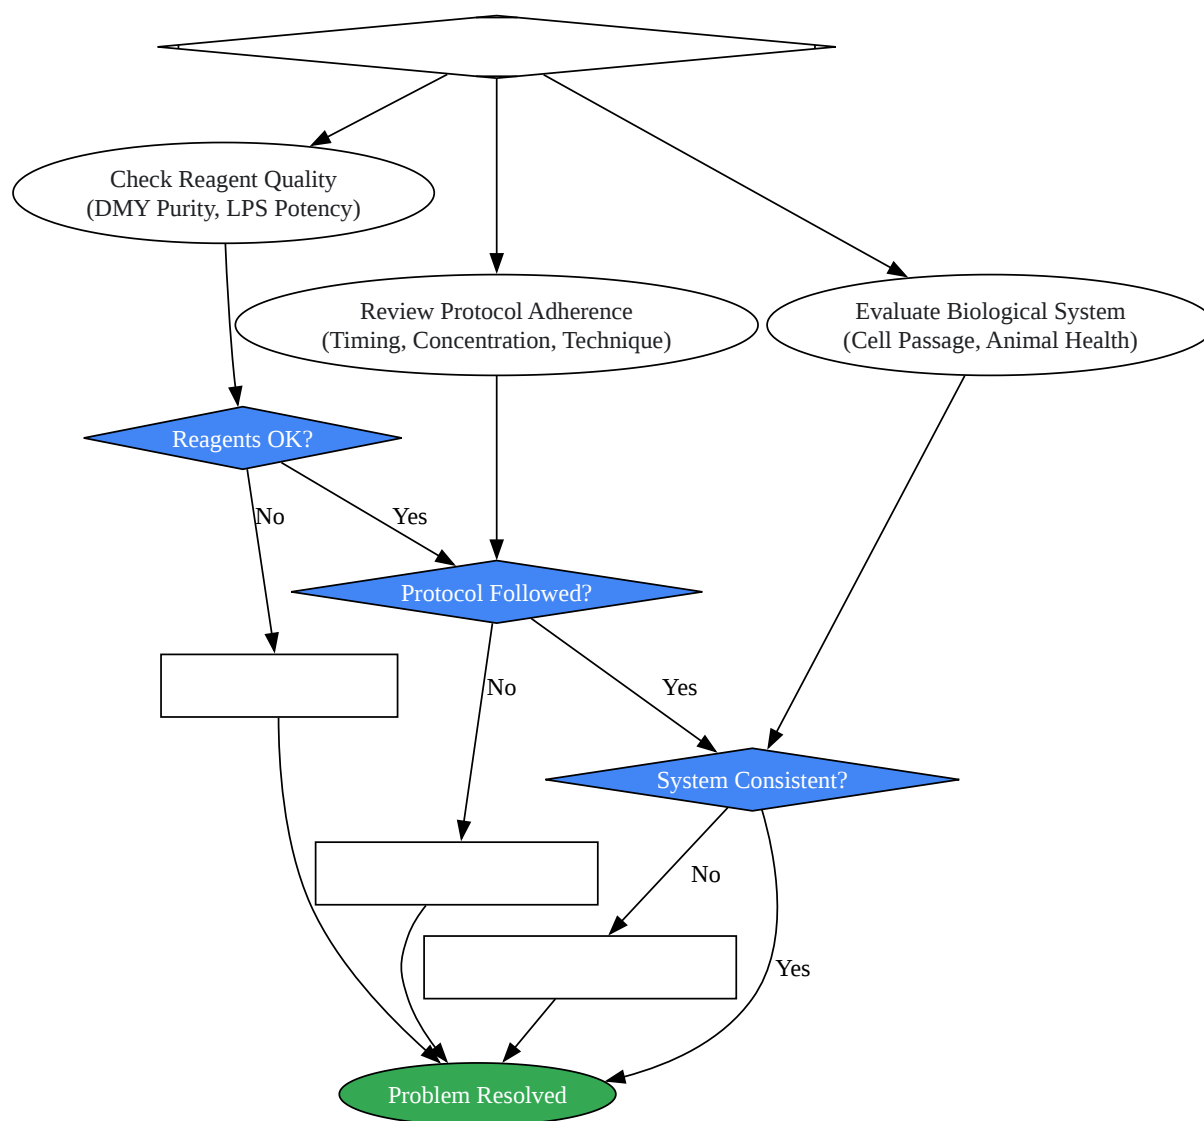 Check Reagent Quality
(DMY Purity, LPS Potency)
Review Protocol Adherence
(Timing, Concentration, Technique)
Evaluate Biological System
(Cell Passage, Animal Health)
Reagents OK?
No
Yes
Protocol Followed?
No
Yes
System Consistent?
No
Yes
Problem Resolved